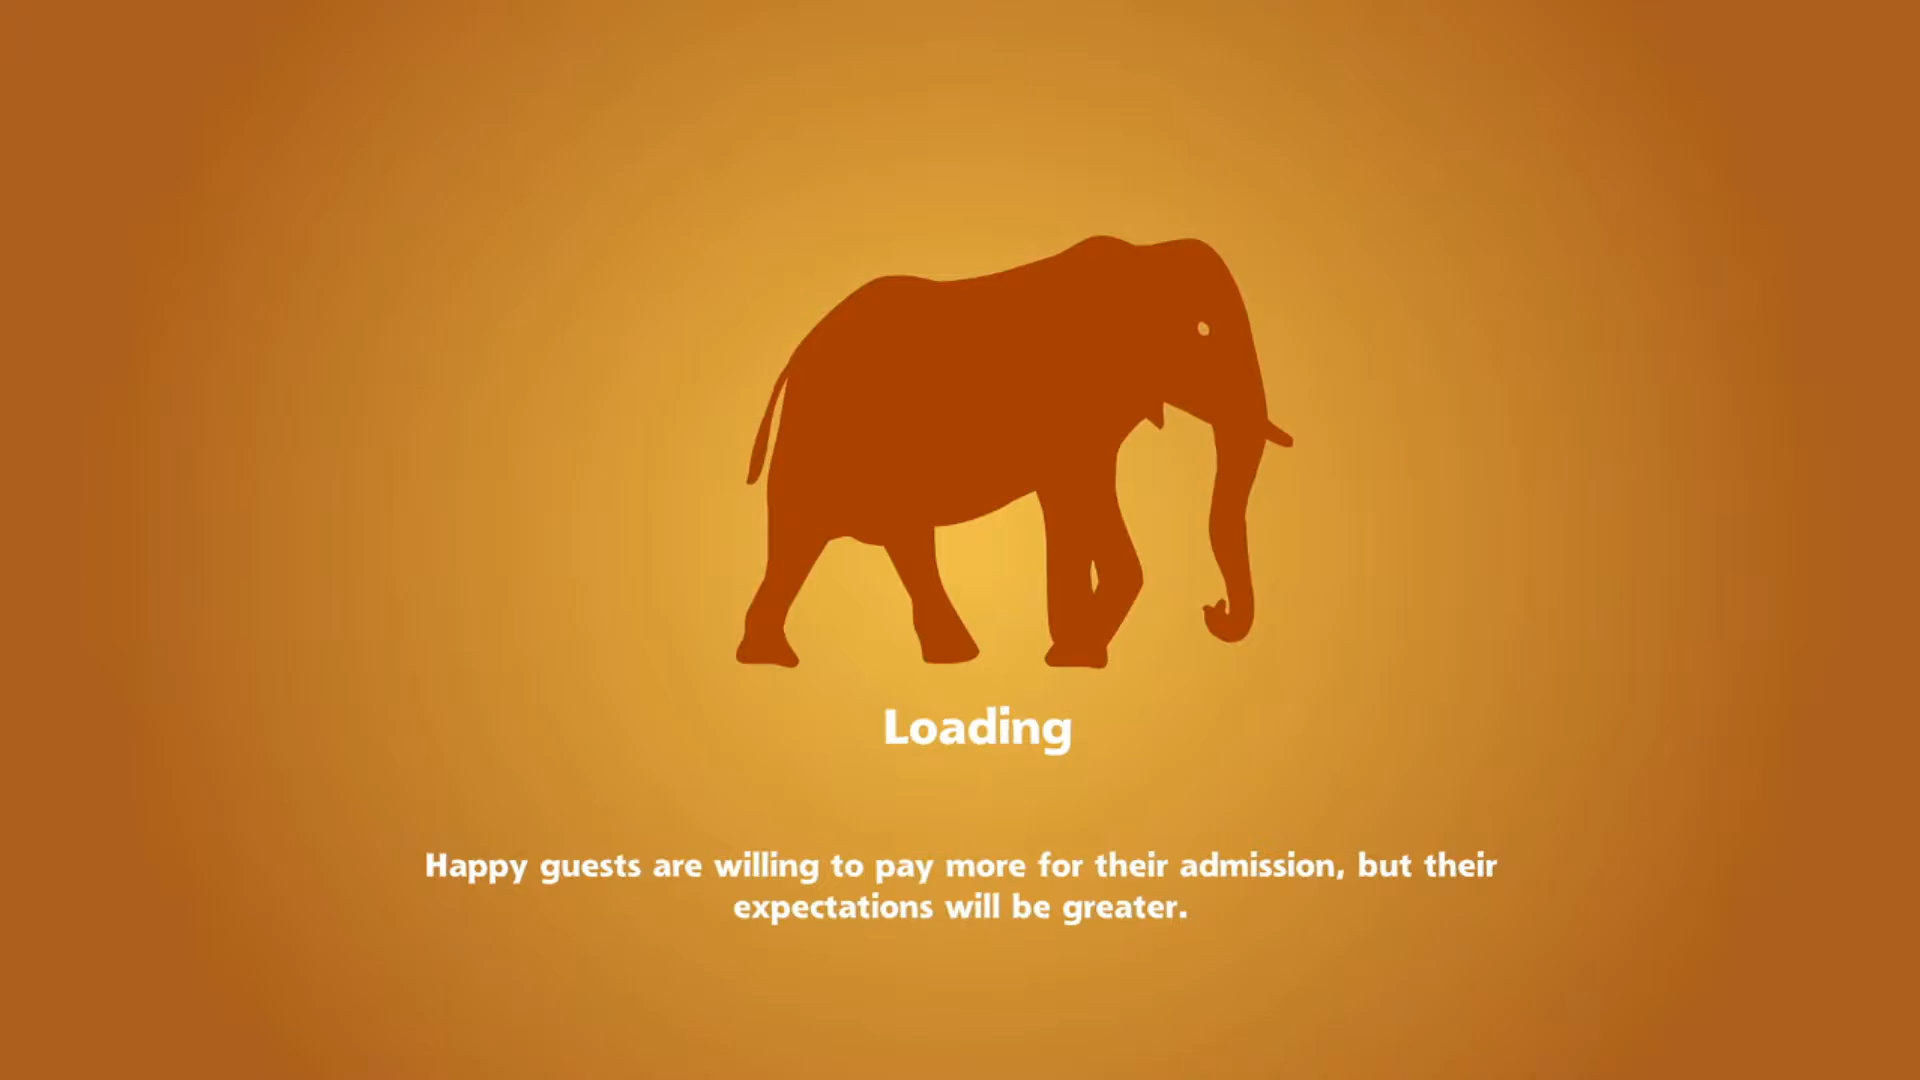 Loading
Happy guests are willing to pay more for their admission, but their
expectations will be greater.